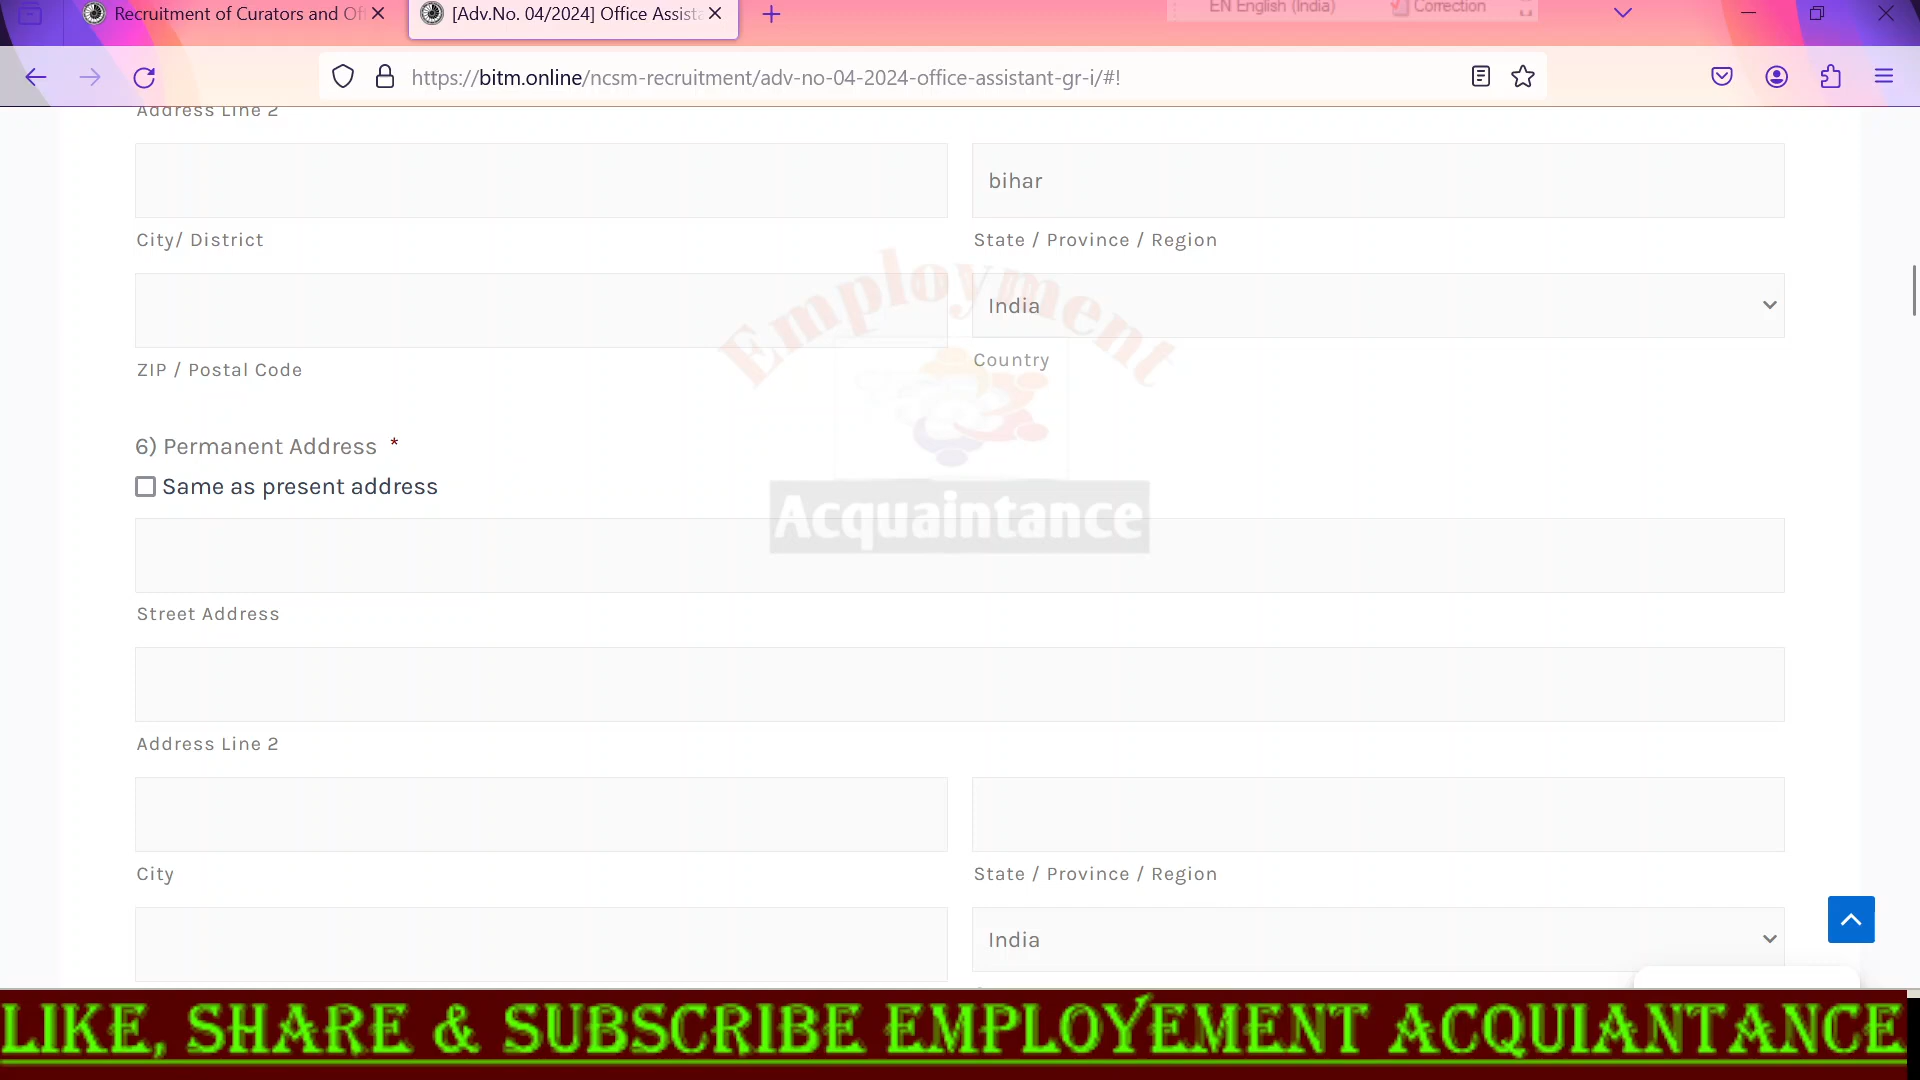 Recruitment of Curators and Of
[Adv.No. 04/2024] Office Assista
EN English (India)
Correction
https://bitm.online/ncsm-recruitment/adv-no-04-2024-office-assistant-gr-i/#!
Address Line 2
bihar
City/ District
State / Province / Region
India
ZIP / Postal Code
Country
Employment
Acquaintance
6) Permanent Address *
Same as present address
Street Address
Address Line 2
City
State / Province / Region
India
LIKE, SHARE & SUBSCRIBE EMPLOYEMENT ACQUIANTANCE